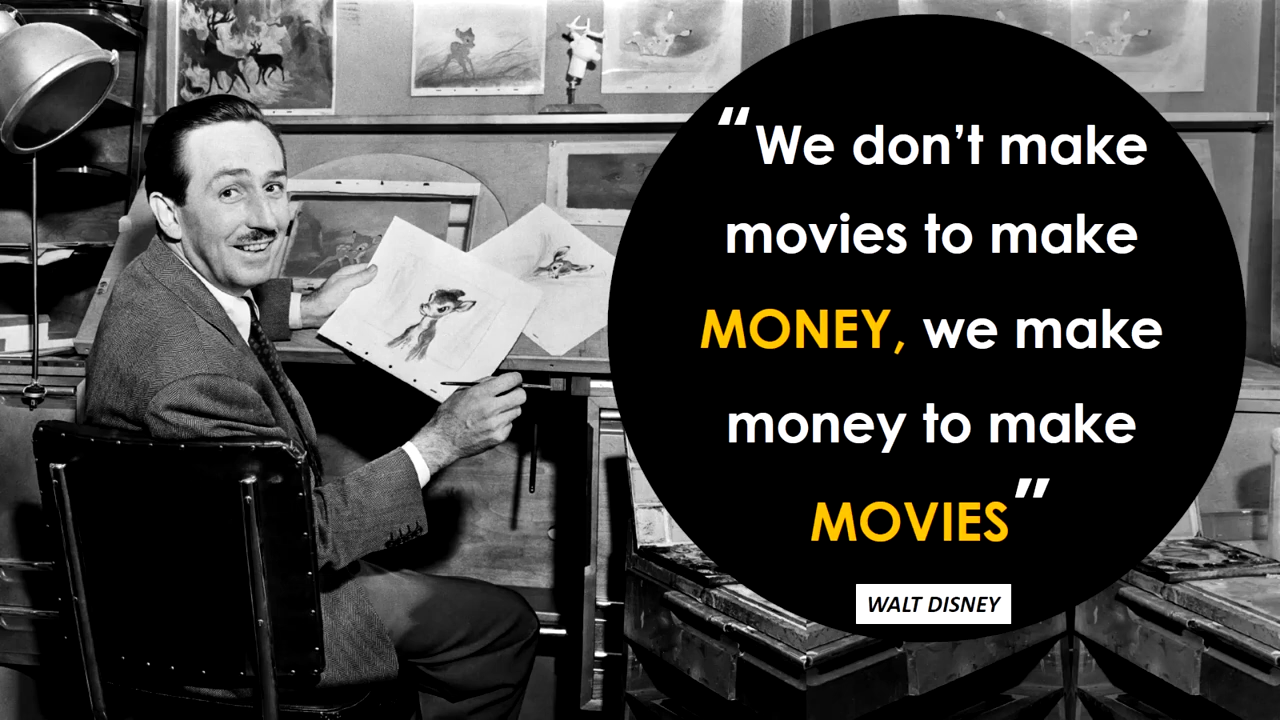 “We don’t make
movies to make
MONEY, we make
money to make
MOVIES”
WALT DISNEY